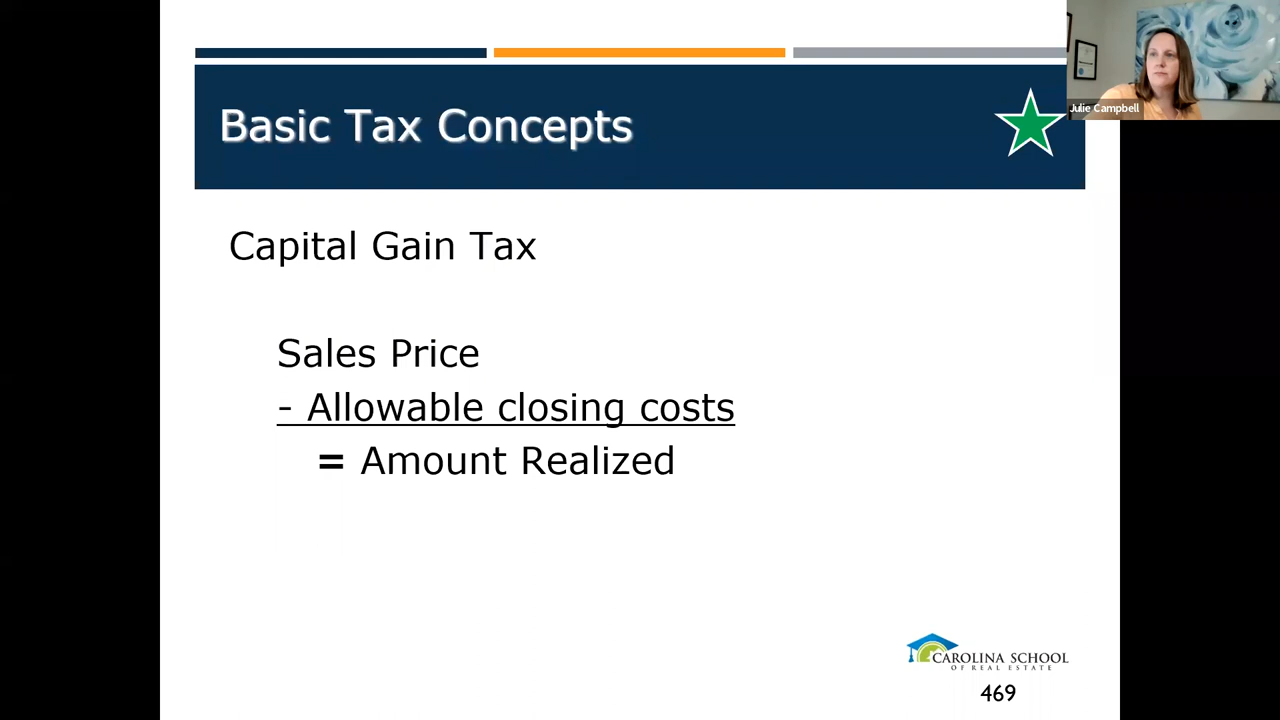 Basic Tax Concepts
Julie Campbell
Capital Gain Tax
Sales Price
- Allowable closing costs
= Amount Realized
CAROLINA SCHOOL
OF REAL ESTATE
469